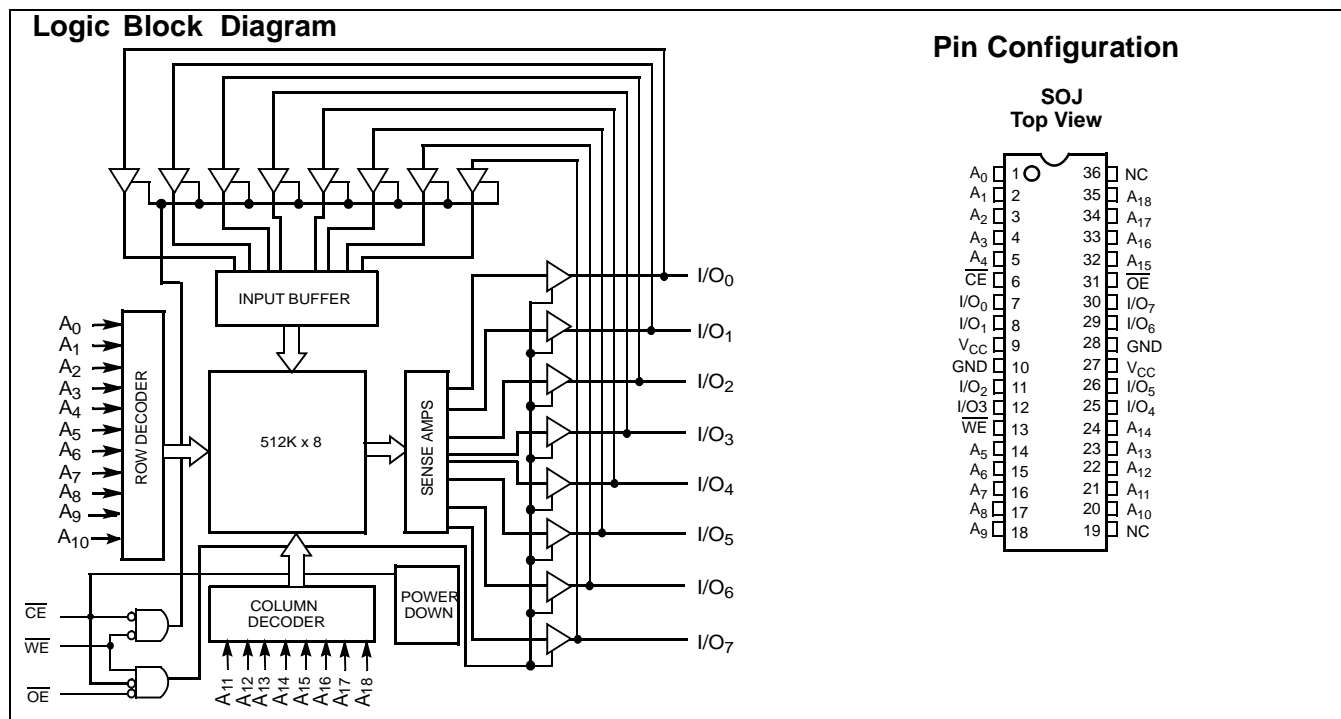 Logic Block Diagram
INPUT BUFFER
A0
A1
A2
A3
A4
A5
A6
A7
A8
A9
A10
ROW DECODER
512K x 8
SENSE AMPS
I/O0
I/O1
I/O2
I/O3
I/O4
I/O5
I/O6
I/O7
CE
WE
OE
COLUMN
DECODER
POWER
DOWN
A11
A12
A13
A14
A15
A16
A17
A18
Pin Configuration
SOJ
Top View
A0 1 36 NC
A1 2 35 A18
A2 3 34 A17
A3 4 33 A16
A4 5 32 A15
CE 6 31 OE
I/O0 7 30 I/O7
I/O1 8 29 I/O6
VCC 9 28 GND
GND 10 27 VCC
I/O2 11 26 I/O5
I/O3 12 25 I/O4
WE 13 24 A14
A5 14 23 A13
A6 15 22 A12
A7 16 21 A11
A8 17 20 A10
A9 18 19 NC